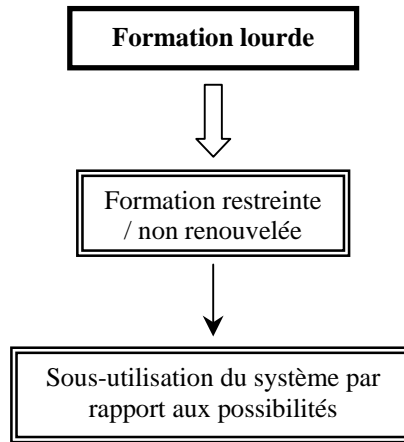 Formation lourde
Formation restreinte
/ non renouvelée
Sous-utilisation du système par
rapport aux possibilités